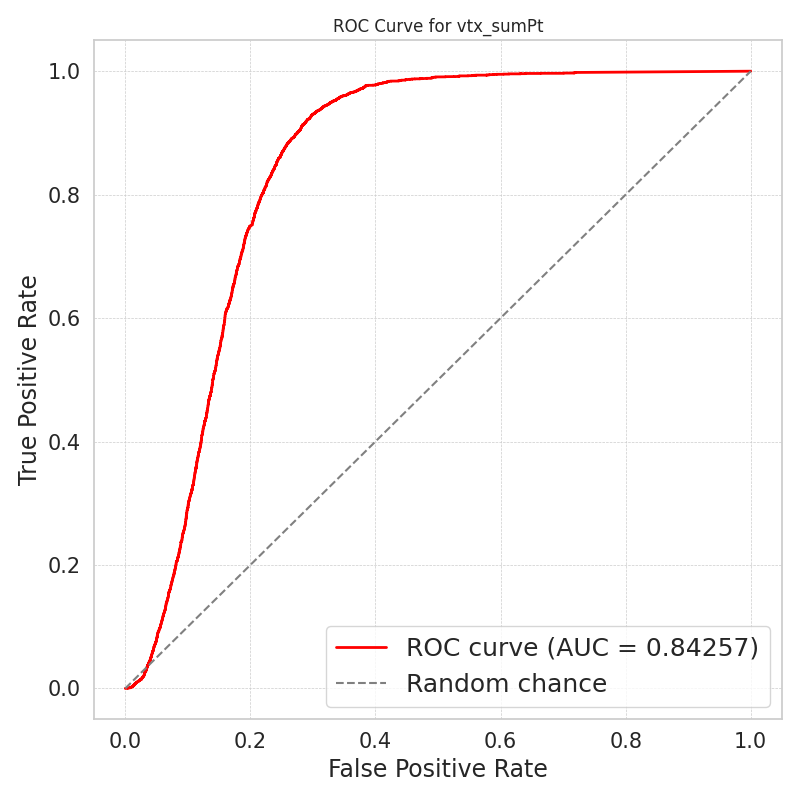 ROC Curve for vtx_sumPt
True Positive Rate
1.0
0.8
0.6
0.4
0.2
0.0
ROC curve (AUC = 0.84257)
Random chance
0.0 0.2 0.4 0.6 0.8 1.0
False Positive Rate